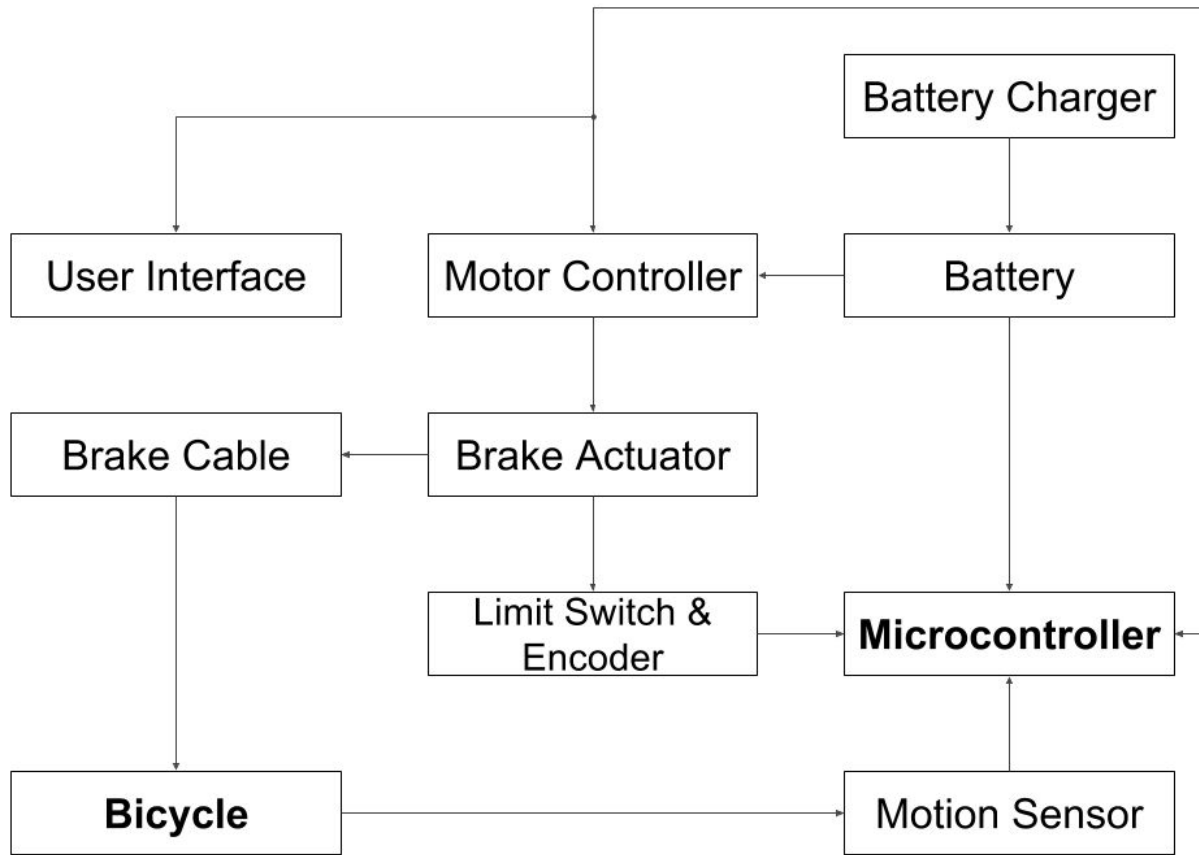 Battery Charger
User Interface
Motor Controller
Battery
Brake Cable
Brake Actuator
Limit Switch &
Encoder
Microcontroller
Bicycle
Motion Sensor